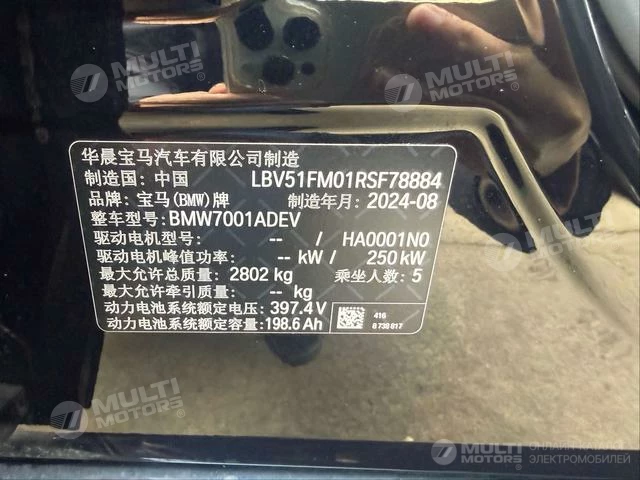 MULTI MOTORS®
MULTI MOTORS®
华晨宝马汽车有限公司制造
制造国: 中国 LBV51FM01RSF78884
品牌: 宝马(BMW)牌 制造年月: 2024-08
整车型号: BMW7001ADEV
驱动电机型号: -- / HA0001N0
驱动电机峰值功率: -- kW / 250 kW
最大允许总质量: 2802 kg 乘坐人数: 5
最大允许牵引质量: -- kg
动力电池系统额定电压: 397.4 V
动力电池系统额定容量: 198.6 Ah
416
8 738 817
MULTI MOTORS®
MULTI MOTORS®
ОНЛАЙН-КАТАЛОГ
ЭЛЕКТРОМОБИЛЕЙ